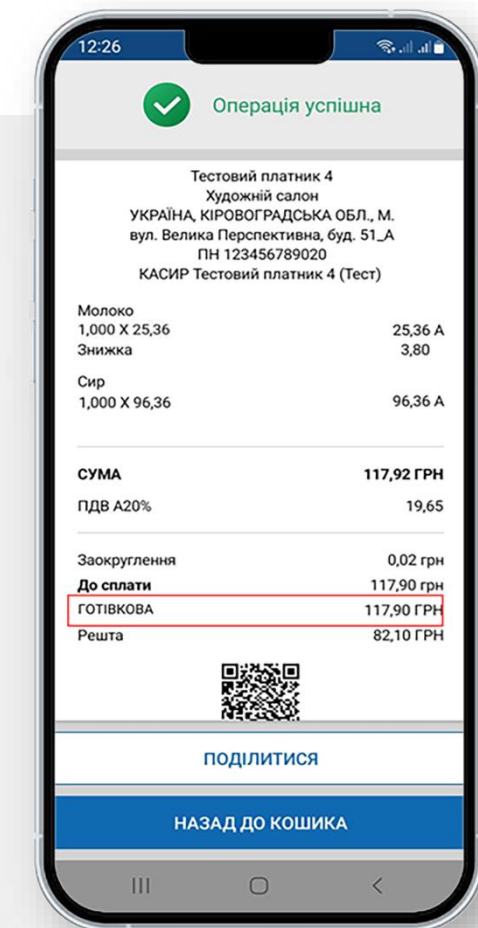 12:26
Операція успішна
Тестовий платник 4
Художній салон
УКРАЇНА, КІРОВОГРАДСЬКА ОБЛ., М.
вул. Велика Перспективна, буд. 51_А
ПН 123456789020
КАСИР Тестовий платник 4 (Тест)
Молоко
1,000 X 25,36 25,36 А
Знижка 3,80
Сир
1,000 X 96,36 96,36 А
СУМА 117,92 ГРН
ПДВ А20% 19,65
Заокруглення 0,02 грн
До сплати 117,90 грн
ГОТІВКОВА 117,90 ГРН
Решта 82,10 ГРН
ПОДІЛИТИСЯ
НАЗАД ДО КОШИКА